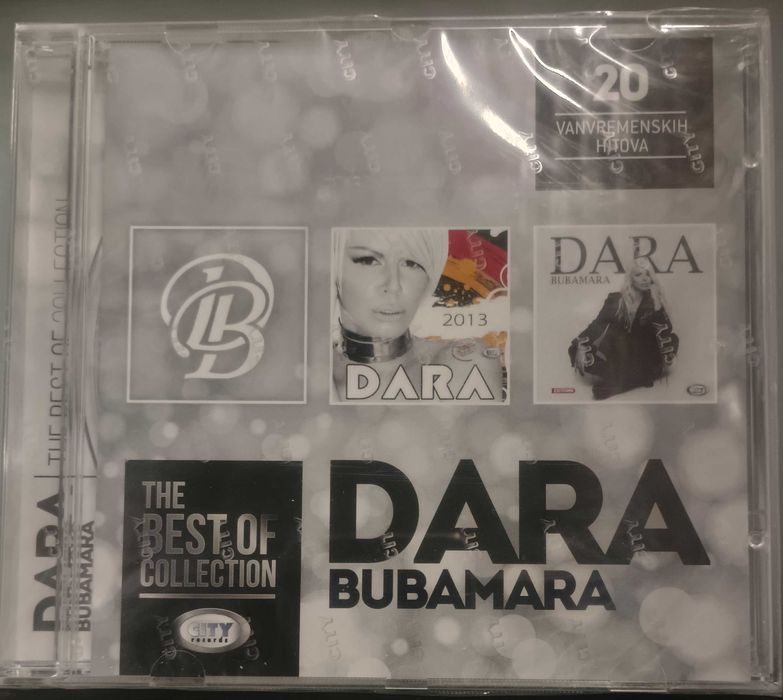 20
VANVREMENSKIH
HITOVA
DB
2013
DARA
DARA
BUBAMARA
THE
BEST OF
COLLECTION
CITY
records
DARA
BUBAMARA
DARA | THE BEST OF COLLECTION
BUBAMARA